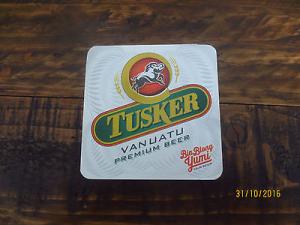 TUSKER
VANUATU
PREMIUM BEER
Bia Blong
Yumi
31/10/2016